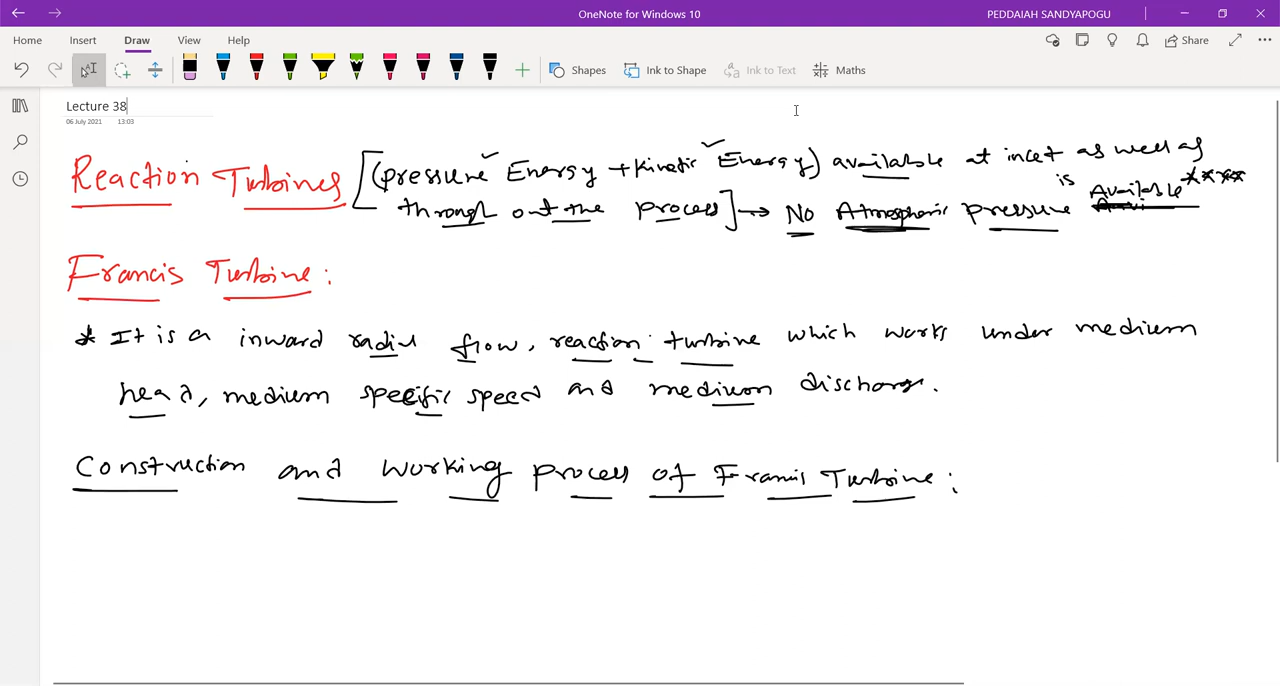 OneNote for Windows 10
PEDDAIAH SANDYAPOGU
Home Insert Draw View Help
Share
Shapes Ink to Shape Ink to Text Maths
Lecture 38
06 July 2021 13:03
Reaction Turbines [(pressure Energy + kinetic Energy) available at inlet as well as
through out the process] → No Atmospheric pressure is Available ****
Francis Turbine:
* It is a inward radial flow, reaction turbine which works under medium
head, medium specific speed and medium discharge.
Construction and working process of Francis Turbine: